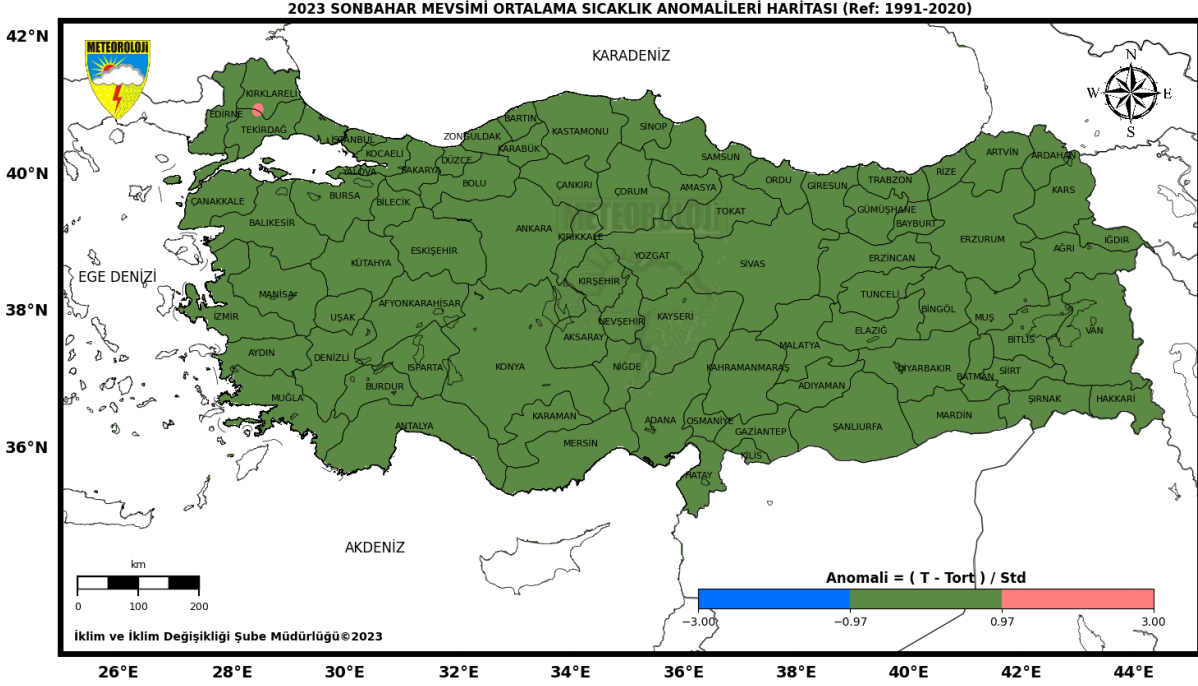 2023 SONBAHAR MEVSİMİ ORTALAMA SICAKLIK ANOMALİLERİ HARİTASI (Ref: 1991-2020)
42°N
40°N
38°N
36°N
METEOROLOJİ
KARADENİZ
N
W E
S
EGE DENİZİ
AKDENİZ
KIRKLARELİ
EDİRNE
TEKİRDAĞ
İSTANBUL
KOCAELİ
YALOVA
SAKARYA
DÜZCE
ZONGULDAK
BARTIN
KARABÜK
KASTAMONU
SİNOP
SAMSUN
ORDU
GİRESUN
TRABZON
RİZE
ARTVİN
ARDAHAN
KARS
ÇANAKKALE
BURSA
BİLECİK
BOLU
ÇANKIRI
ÇORUM
AMASYA
TOKAT
GÜMÜŞHANE
BAYBURT
BALIKESİR
ESKİŞEHİR
ANKARA
KIRIKKALE
METEOROLOJİ
YOZGAT
SİVAS
ERZİNCAN
ERZURUM
AĞRI
IĞDIR
KÜTAHYA
MANİSA
UŞAK
AFYONKARAHİSAR
KIRŞEHİR
NEVŞEHİR
KAYSERİ
AKSARAY
TUNCELİ
BİNGÖL
MUŞ
ELAZIĞ
BİTLİS
VAN
İZMİR
AYDIN
DENİZLİ
ISPARTA
BURDUR
KONYA
NİĞDE
KAHRAMANMARAŞ
MALATYA
ADIYAMAN
DİYARBAKIR
BATMAN
SİİRT
ŞIRNAK
HAKKARİ
MUĞLA
ANTALYA
KARAMAN
MERSİN
ADANA
OSMANİYE
GAZİANTEP
KİLİS
HATAY
ŞANLIURFA
MARDİN
km
0 100 200
Anomali = ( T - Tort ) / Std
−3.00 −0.97 0.97 3.00
İklim ve İklim Değişikliği Şube Müdürlüğü©2023
26°E 28°E 30°E 32°E 34°E 36°E 38°E 40°E 42°E 44°E